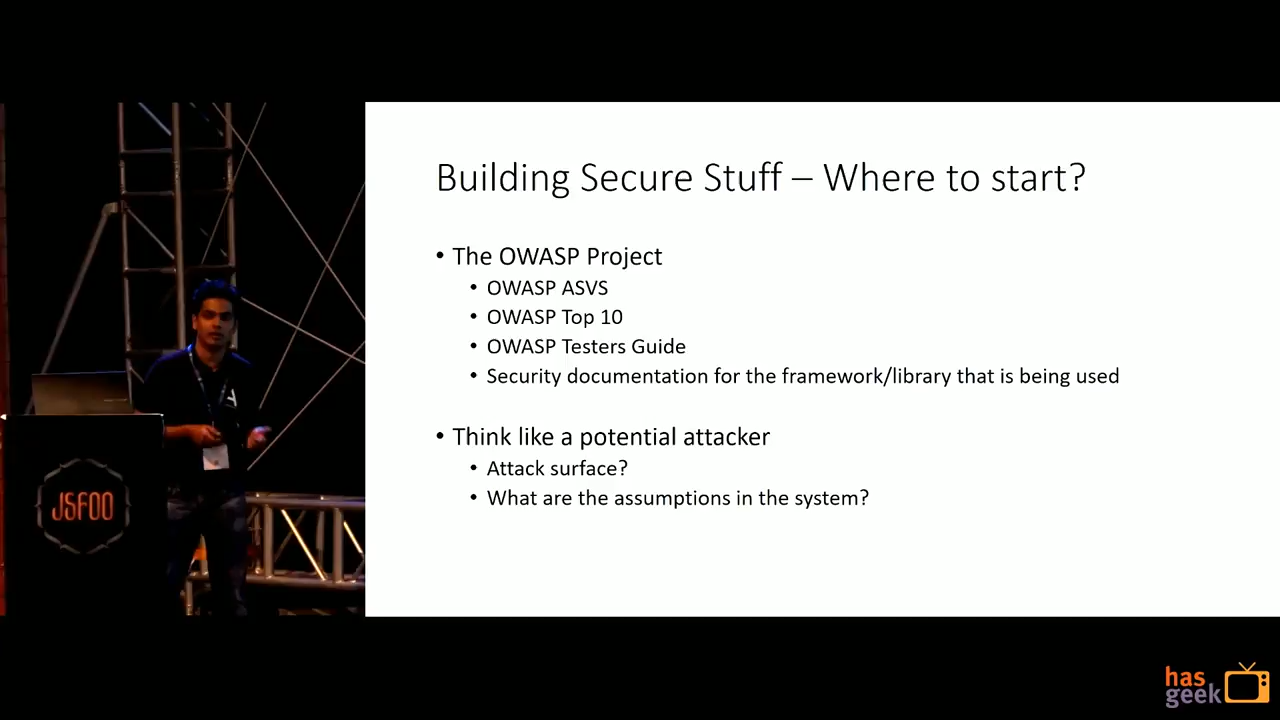 Building Secure Stuff – Where to start?
• The OWASP Project
• OWASP ASVS
• OWASP Top 10
• OWASP Testers Guide
• Security documentation for the framework/library that is being used
• Think like a potential attacker
• Attack surface?
• What are the assumptions in the system?
JSFOO
has
geek